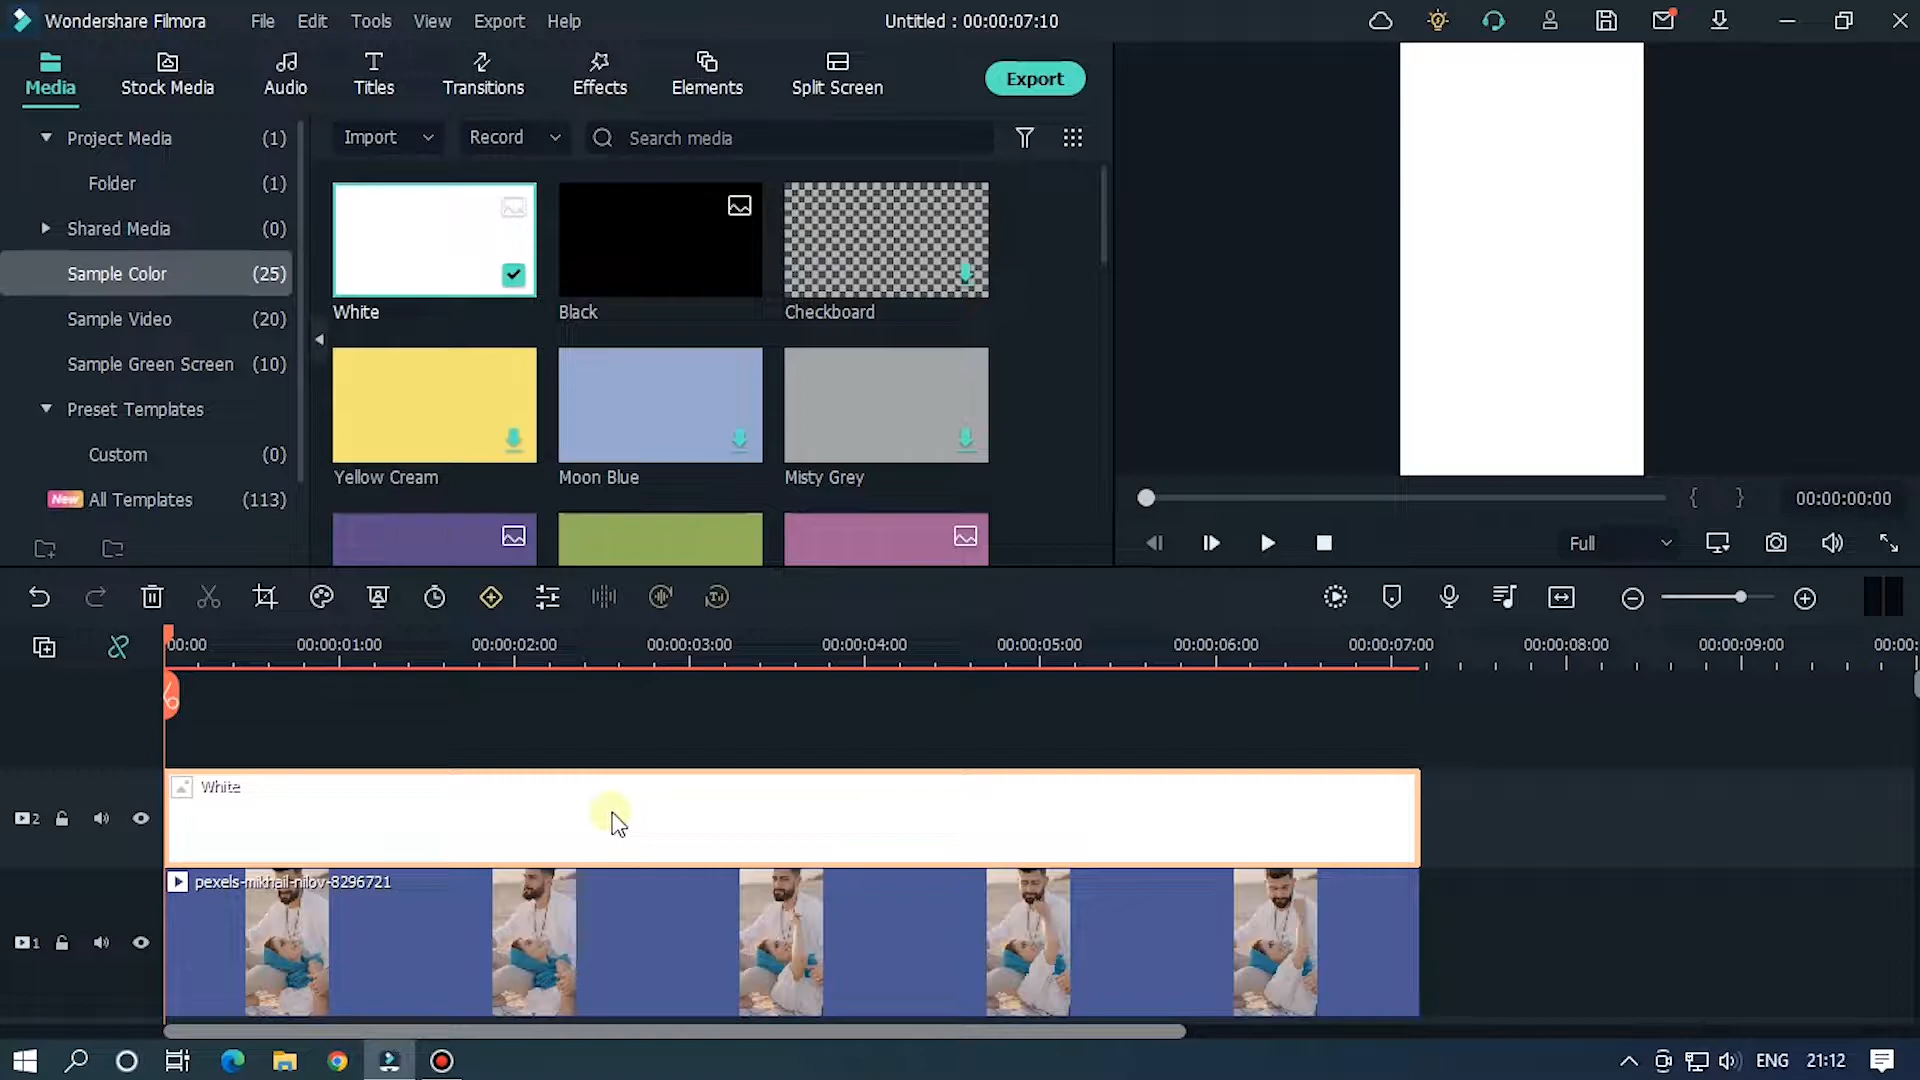 Wondershare Filmora File Edit Tools View Export Help Untitled : 00:00:07:10
Media Stock Media Audio Titles Transitions Effects Elements Split Screen Export
Project Media (1)
Folder (1)
Shared Media (0)
Sample Color (25)
Sample Video (20)
Sample Green Screen (10)
Preset Templates
Custom (0)
New All Templates (113)
Import Record Search media
White Black Checkboard
Yellow Cream Moon Blue Misty Grey
00:00:00:00
Full
00:00 00:00:01:00 00:00:02:00 00:00:03:00 00:00:04:00 00:00:05:00 00:00:06:00 00:00:07:00 00:00:08:00 00:00:09:00 00:00:
White
2
pexels-mikhail-nilov-8296721
1
ENG 21:12